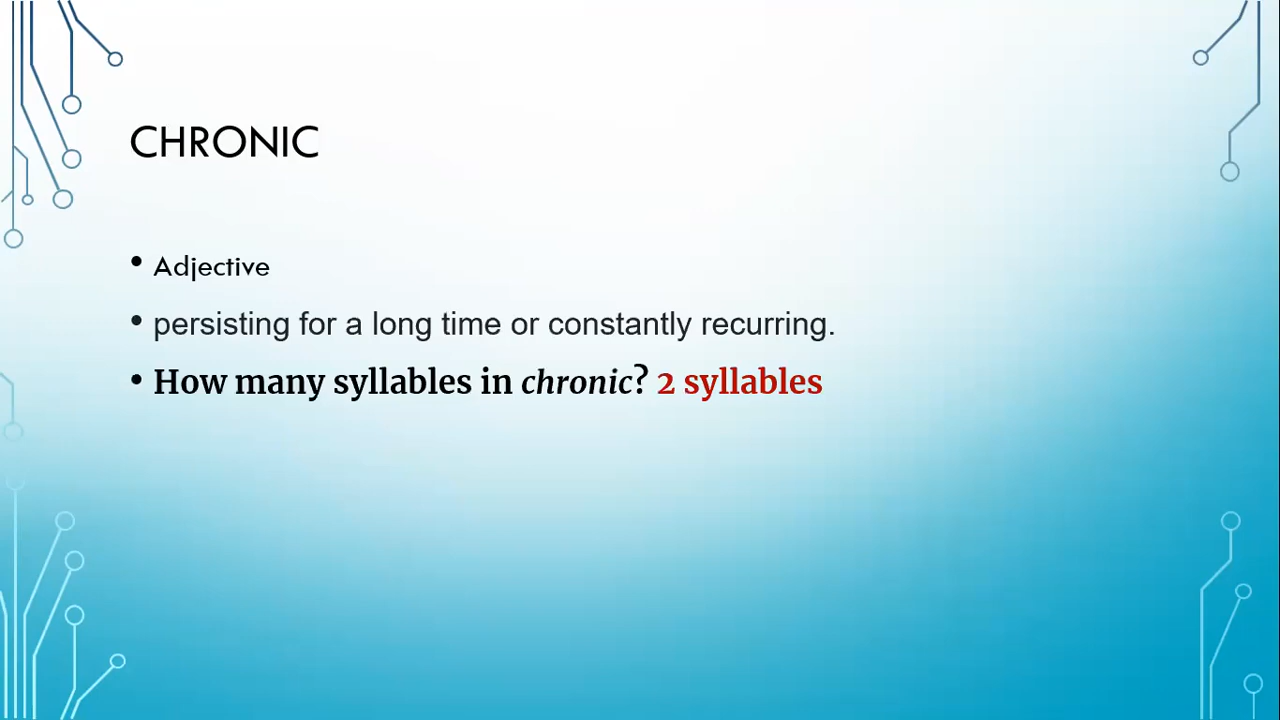 CHRONIC
• Adjective
• persisting for a long time or constantly recurring.
• How many syllables in chronic? 2 syllables